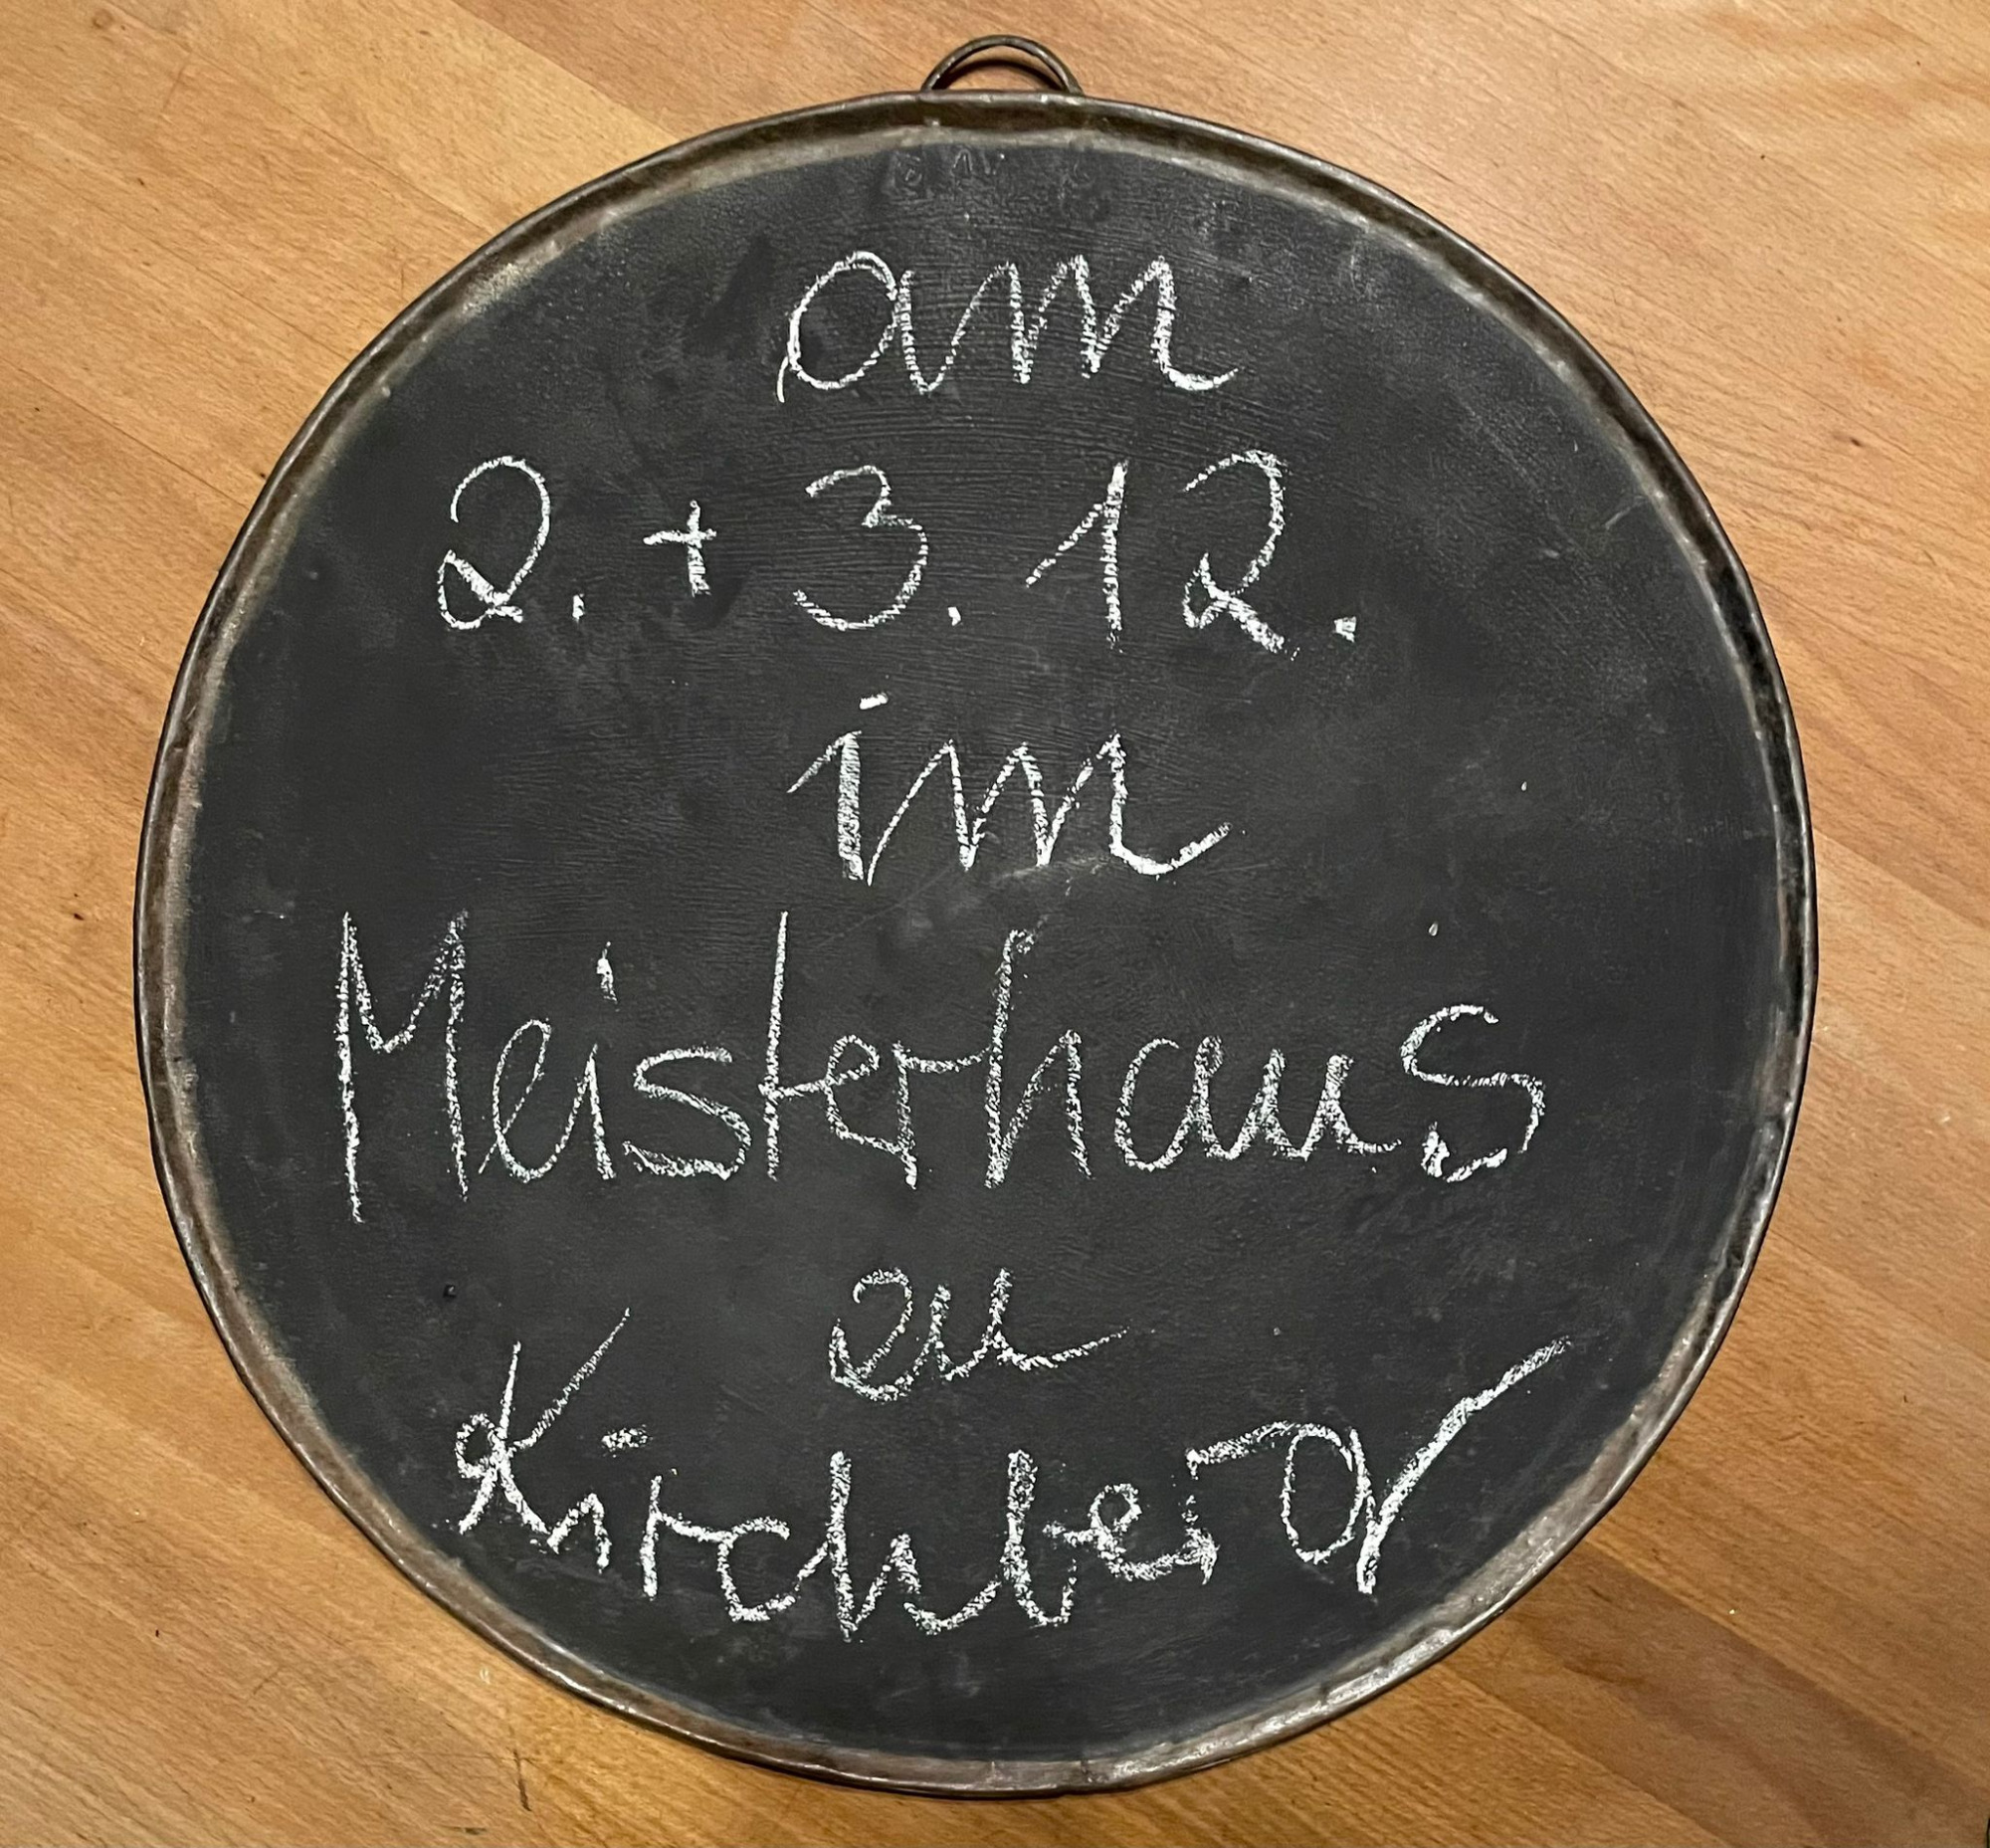 am
2. + 3. 12.
im
Meisterhaus
zu
Kirchberg